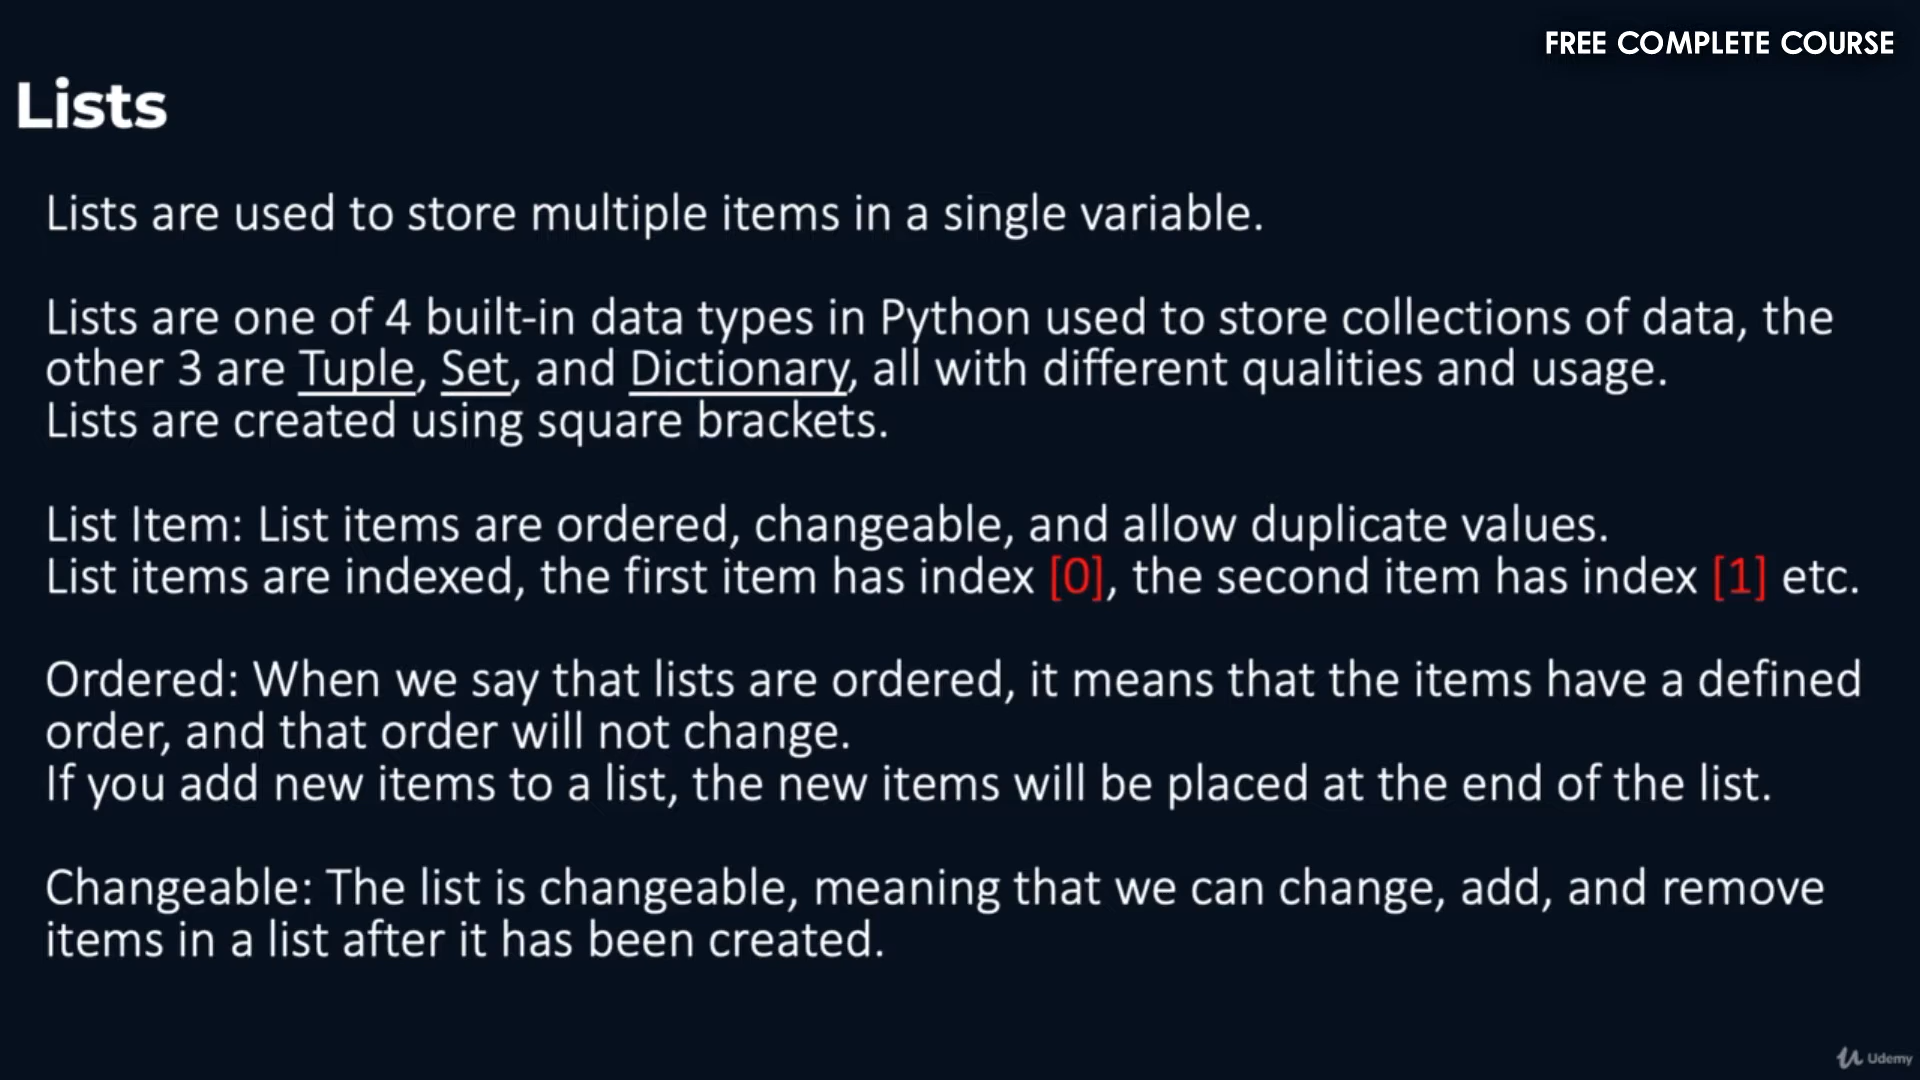 FREE COMPLETE COURSE
Lists
Lists are used to store multiple items in a single variable.
Lists are one of 4 built-in data types in Python used to store collections of data, the
other 3 are Tuple, Set, and Dictionary, all with different qualities and usage.
Lists are created using square brackets.
List Item: List items are ordered, changeable, and allow duplicate values.
List items are indexed, the first item has index [0], the second item has index [1] etc.
Ordered: When we say that lists are ordered, it means that the items have a defined
order, and that order will not change.
If you add new items to a list, the new items will be placed at the end of the list.
Changeable: The list is changeable, meaning that we can change, add, and remove
items in a list after it has been created.
Udemy